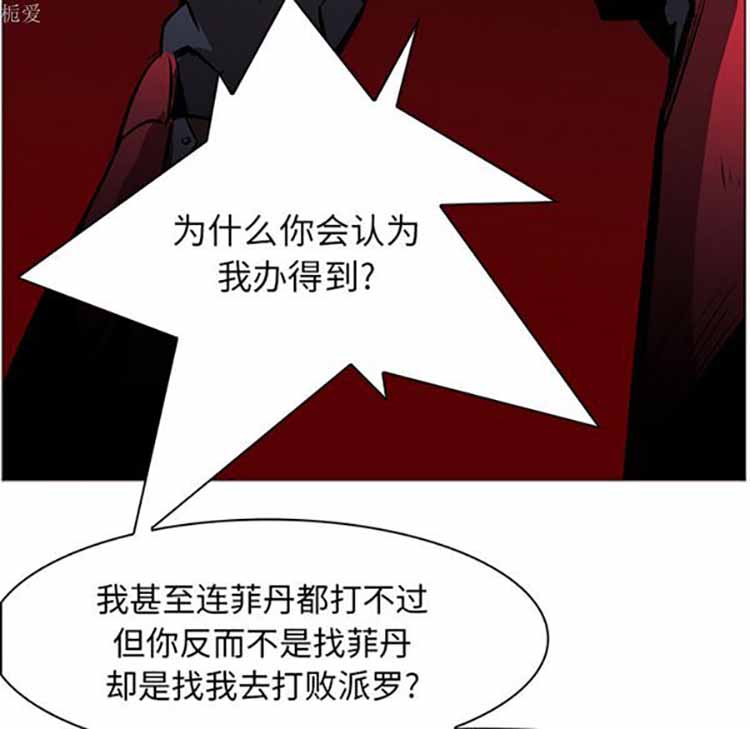 栀爱
为什么你会认为
我办得到?
我甚至连菲丹都打不过
但你反而不是找菲丹
却是找我去打败派罗?